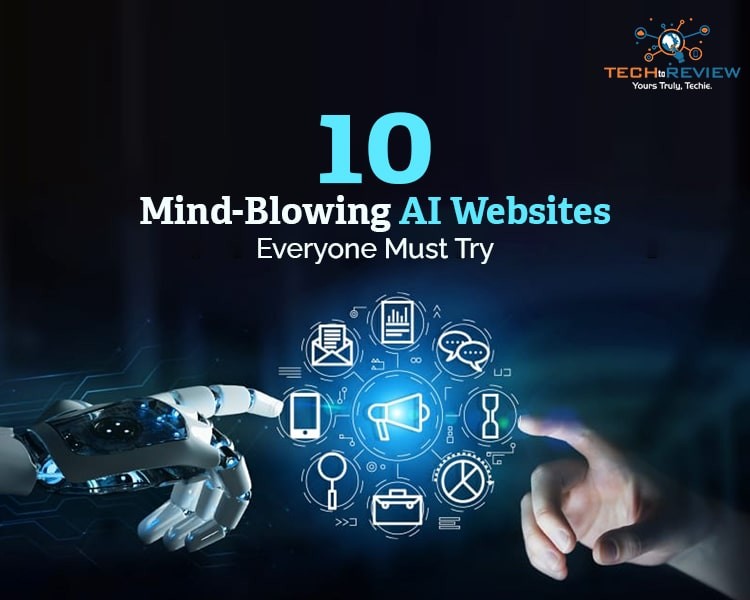 TECHtoREVIEW
Yours Truly, Techie.
10
Mind-Blowing AI Websites
Everyone Must Try